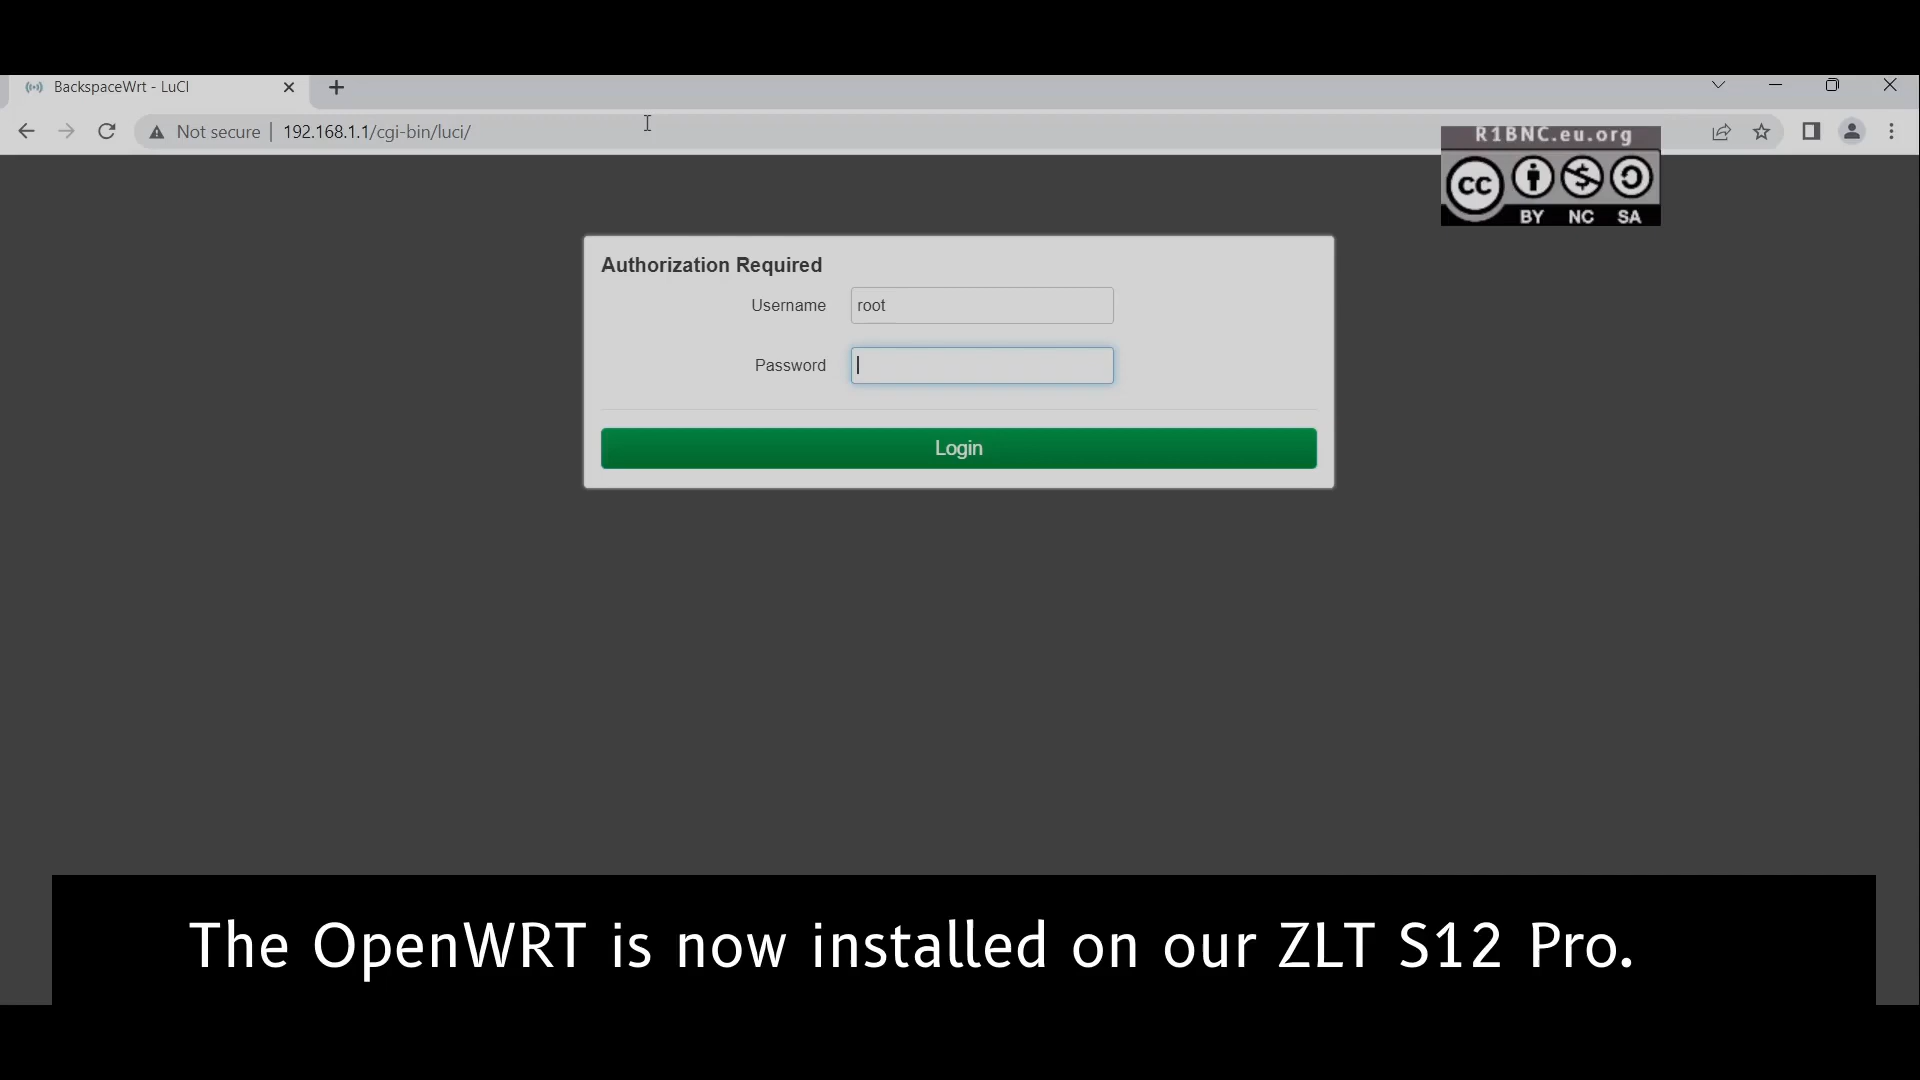 BackspaceWrt - LuCI
Not secure | 192.168.1.1/cgi-bin/luci/
R1BNC.eu.org
cc
BY NC SA
Authorization Required
Username root
Password
Login
The OpenWRT is now installed on our ZLT S12 Pro.